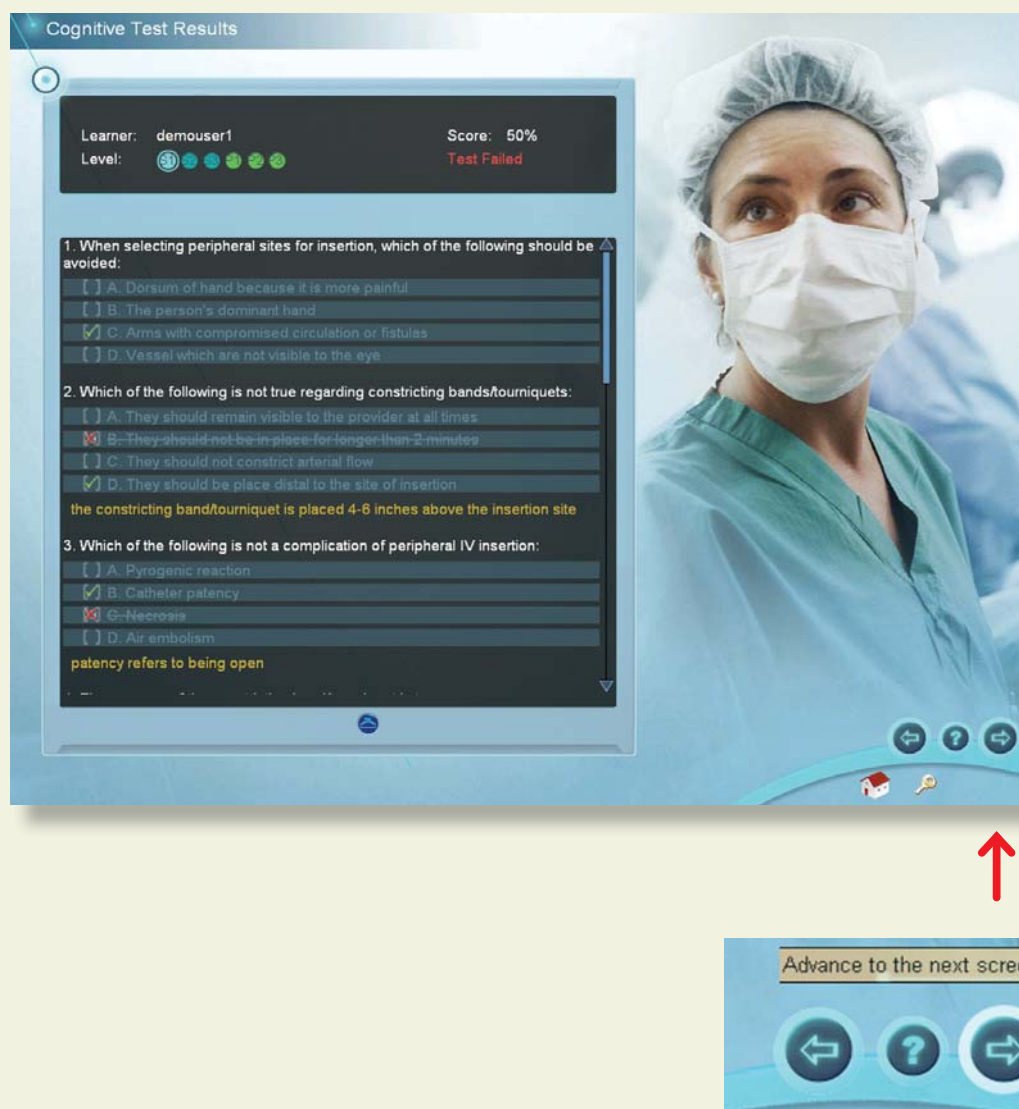 Cognitive Test Results
Learner: demouser1
Score: 50%
Level: S1
Test Failed
1. When selecting peripheral sites for insertion, which of the following should be
avoided:
[ ] A. Dorsum of hand because it is more painful
[ ] B. The person's dominant hand
[✓] C. Arms with compromised circulation or fistulas
[ ] D. Vessel which are not visible to the eye
2. Which of the following is not true regarding constricting bands/tourniquets:
[ ] A. They should remain visible to the provider at all times
[X] B. They should not be in place for longer than 2 minutes
[ ] C. They should not constrict arterial flow
[✓] D. They should be place distal to the site of insertion
the constricting band/tourniquet is placed 4-6 inches above the insertion site
3. Which of the following is not a complication of peripheral IV insertion:
[ ] A. Pyrogenic reaction
[✓] B. Catheter patency
[X] C. Necrosis
[ ] D. Air embolism
patency refers to being open
?
Advance to the next scre
?